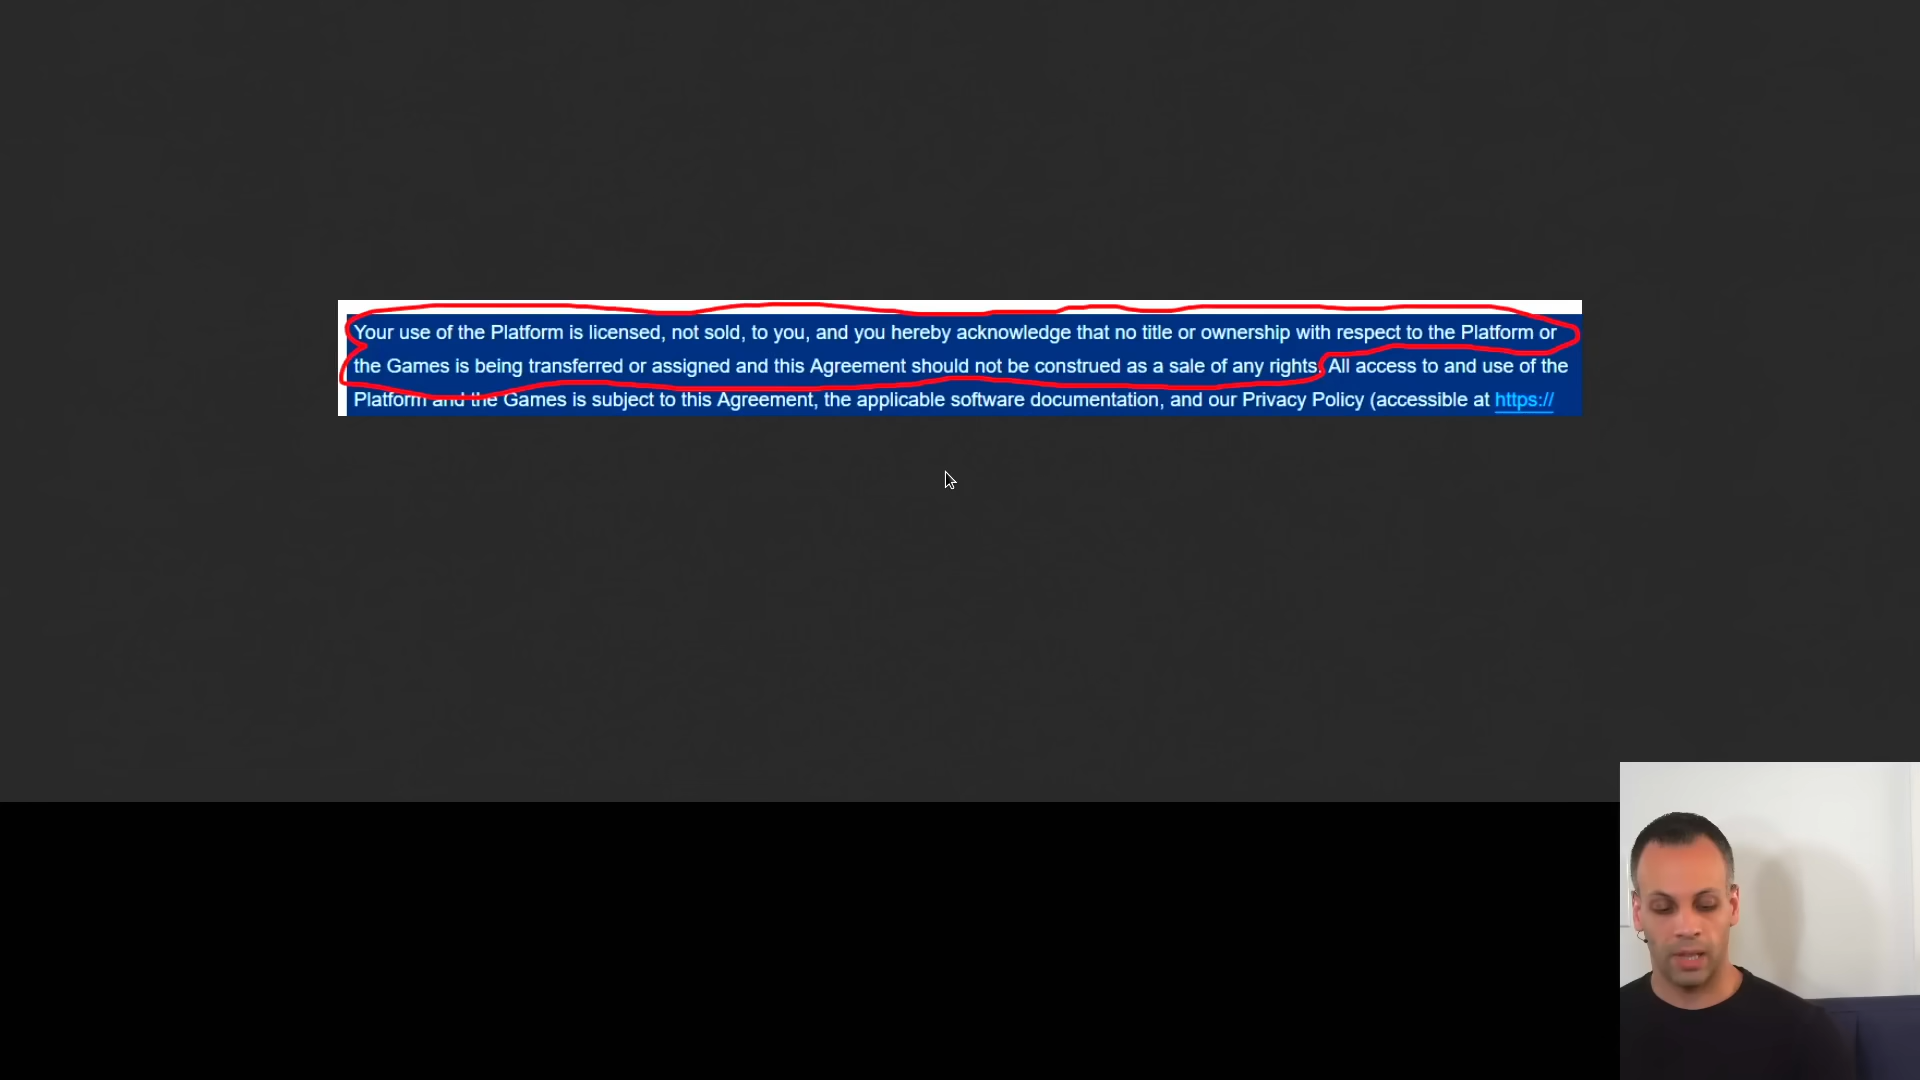 Your use of the Platform is licensed, not sold, to you, and you hereby acknowledge that no title or ownership with respect to the Platform or
the Games is being transferred or assigned and this Agreement should not be construed as a sale of any rights. All access to and use of the
Platform and the Games is subject to this Agreement, the applicable software documentation, and our Privacy Policy (accessible at https://